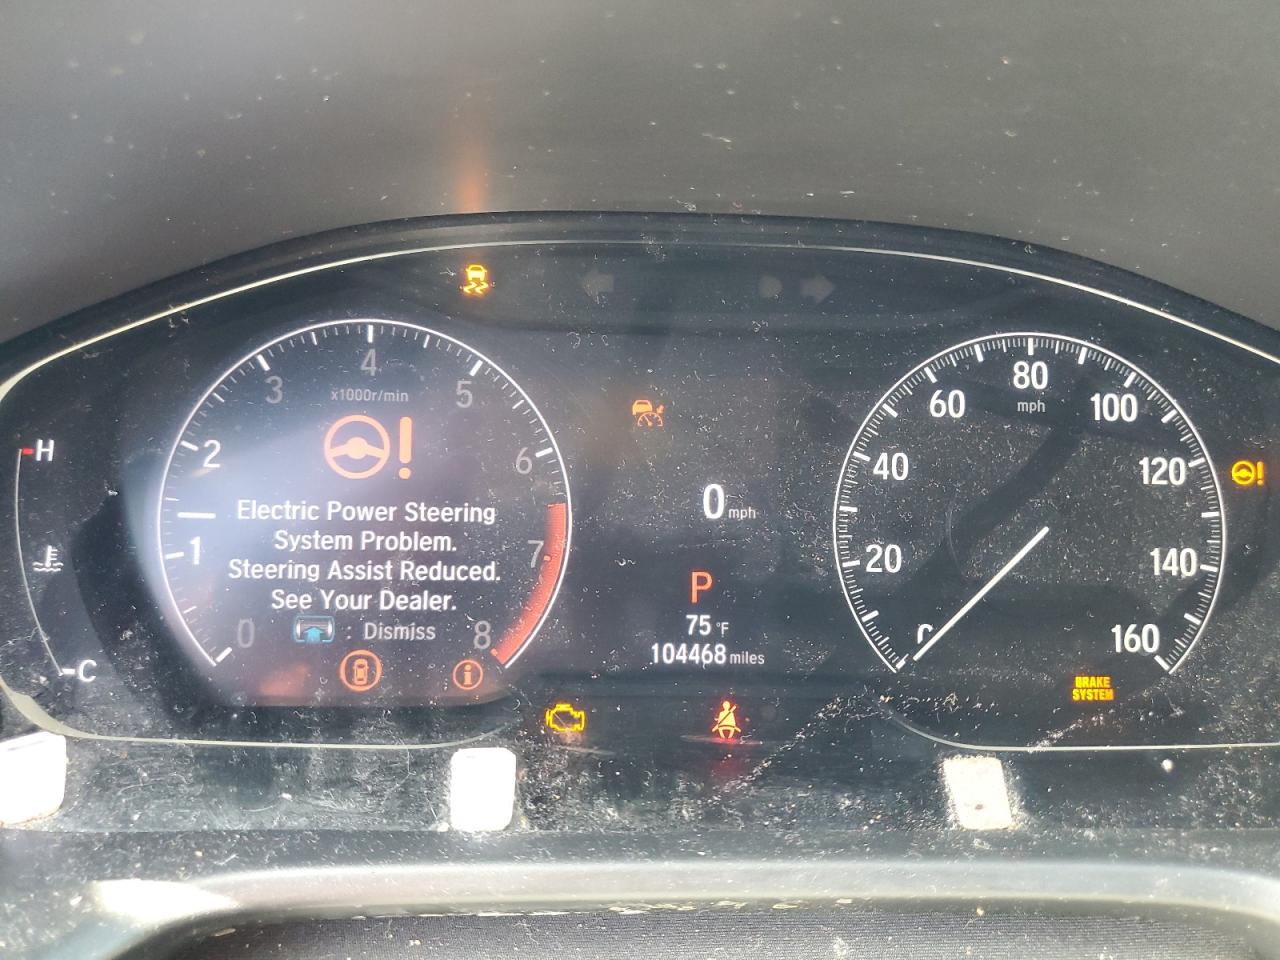 4
3
5
x1000r/min
2
6
Electric Power Steering
System Problem.
1
7
Steering Assist Reduced.
See Your Dealer.
0
: Dismiss
8
H
C
0 mph
P
75 °F
104468 miles
80
mph
60
100
40
120
20
140
160
BRAKE
SYSTEM